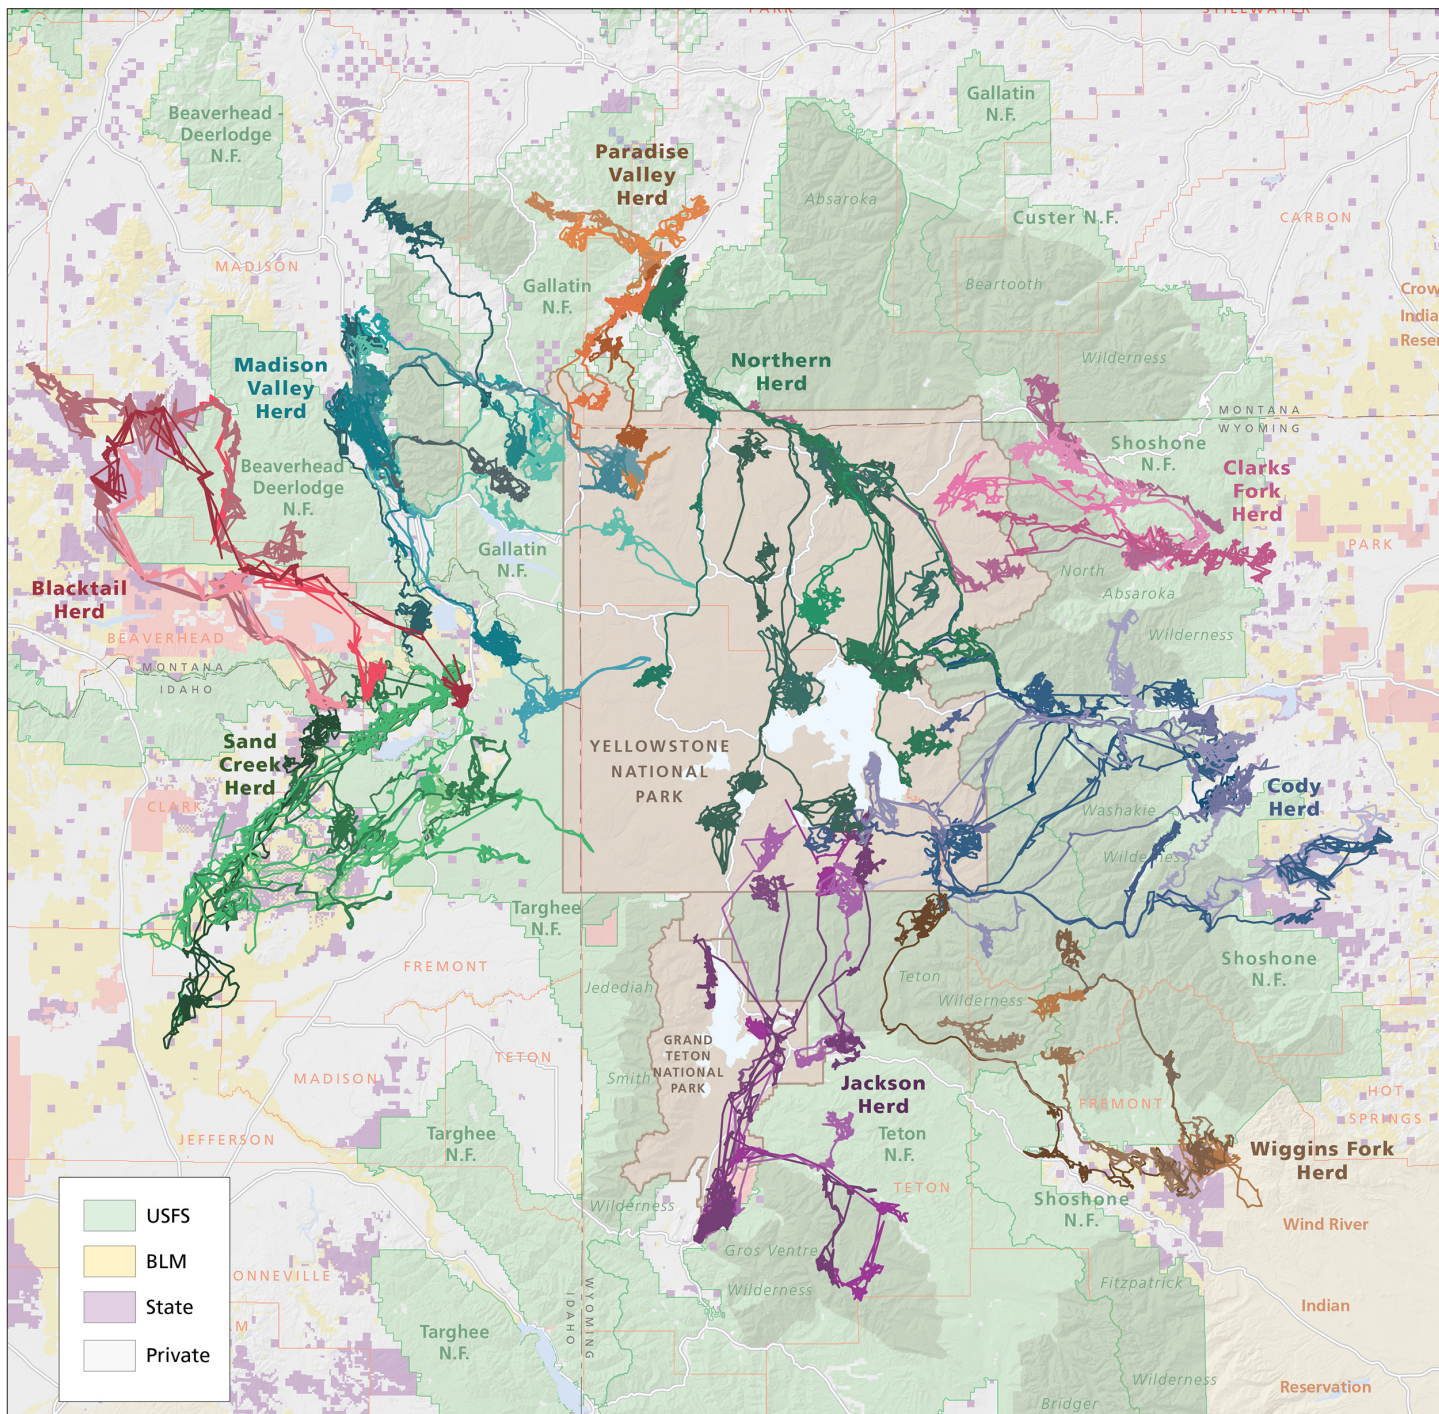 PARK
STILLWATER
Gallatin
N.F.
Beaverhead -
Deerlodge
N.F.
Paradise
Valley
Herd
Absaroka
Custer N.F.
CARBON
MADISON
Gallatin
N.F.
Beartooth
Crow
India
Reser
Madison
Valley
Herd
Northern
Herd
Wilderness
MONTANA
WYOMING
Shoshone
N.F.
Clarks
Fork
Herd
Beaverhead
Deerlodge
N.F.
PARK
Gallatin
N.F.
North
Absaroka
Wilderness
Blacktail
Herd
BEAVERHEAD
MONTANA
IDAHO
Sand
Creek
Herd
YELLOWSTONE
NATIONAL
PARK
CLARK
Cody
Herd
Washakie
Wilderness
Targhee
N.F.
FREMONT
Shoshone
N.F.
Teton
Wilderness
Jedediah
Smith
GRAND
TETON
NATIONAL
PARK
TETON
MADISON
Jackson
Herd
HOT
SPRINGS
FREMONT
JEFFERSON
Targhee
N.F.
Teton
N.F.
Wiggins Fork
Herd
TETON
Shoshone
N.F.
Wilderness
Wind River
Gros Ventre
Wilderness
Fitzpatrick
Indian
ONNEVILLE
IDAHO
WYOMING
Targhee
N.F.
Wilderness
Reservation
Bridger
USFS
BLM
State
Private